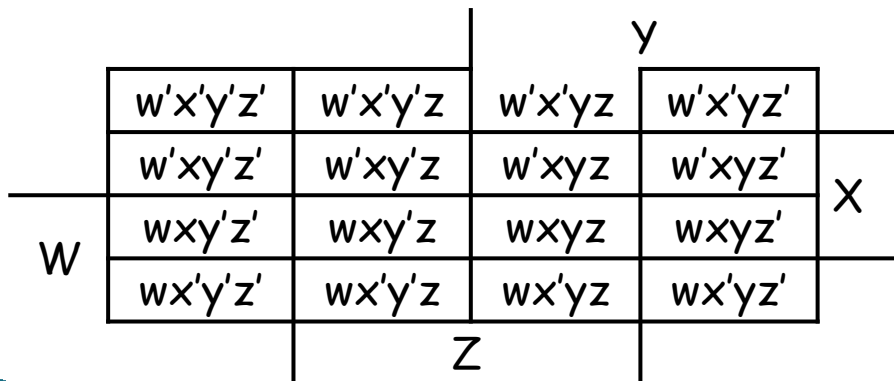 y
w'x'y'z' w'x'y'z w'x'yz w'x'yz'
w'xy'z' w'xy'z w'xyz w'xyz'
X
wxy'z' wxy'z wxyz wxyz'
W
wx'y'z' wx'y'z wx'yz wx'yz'
Z